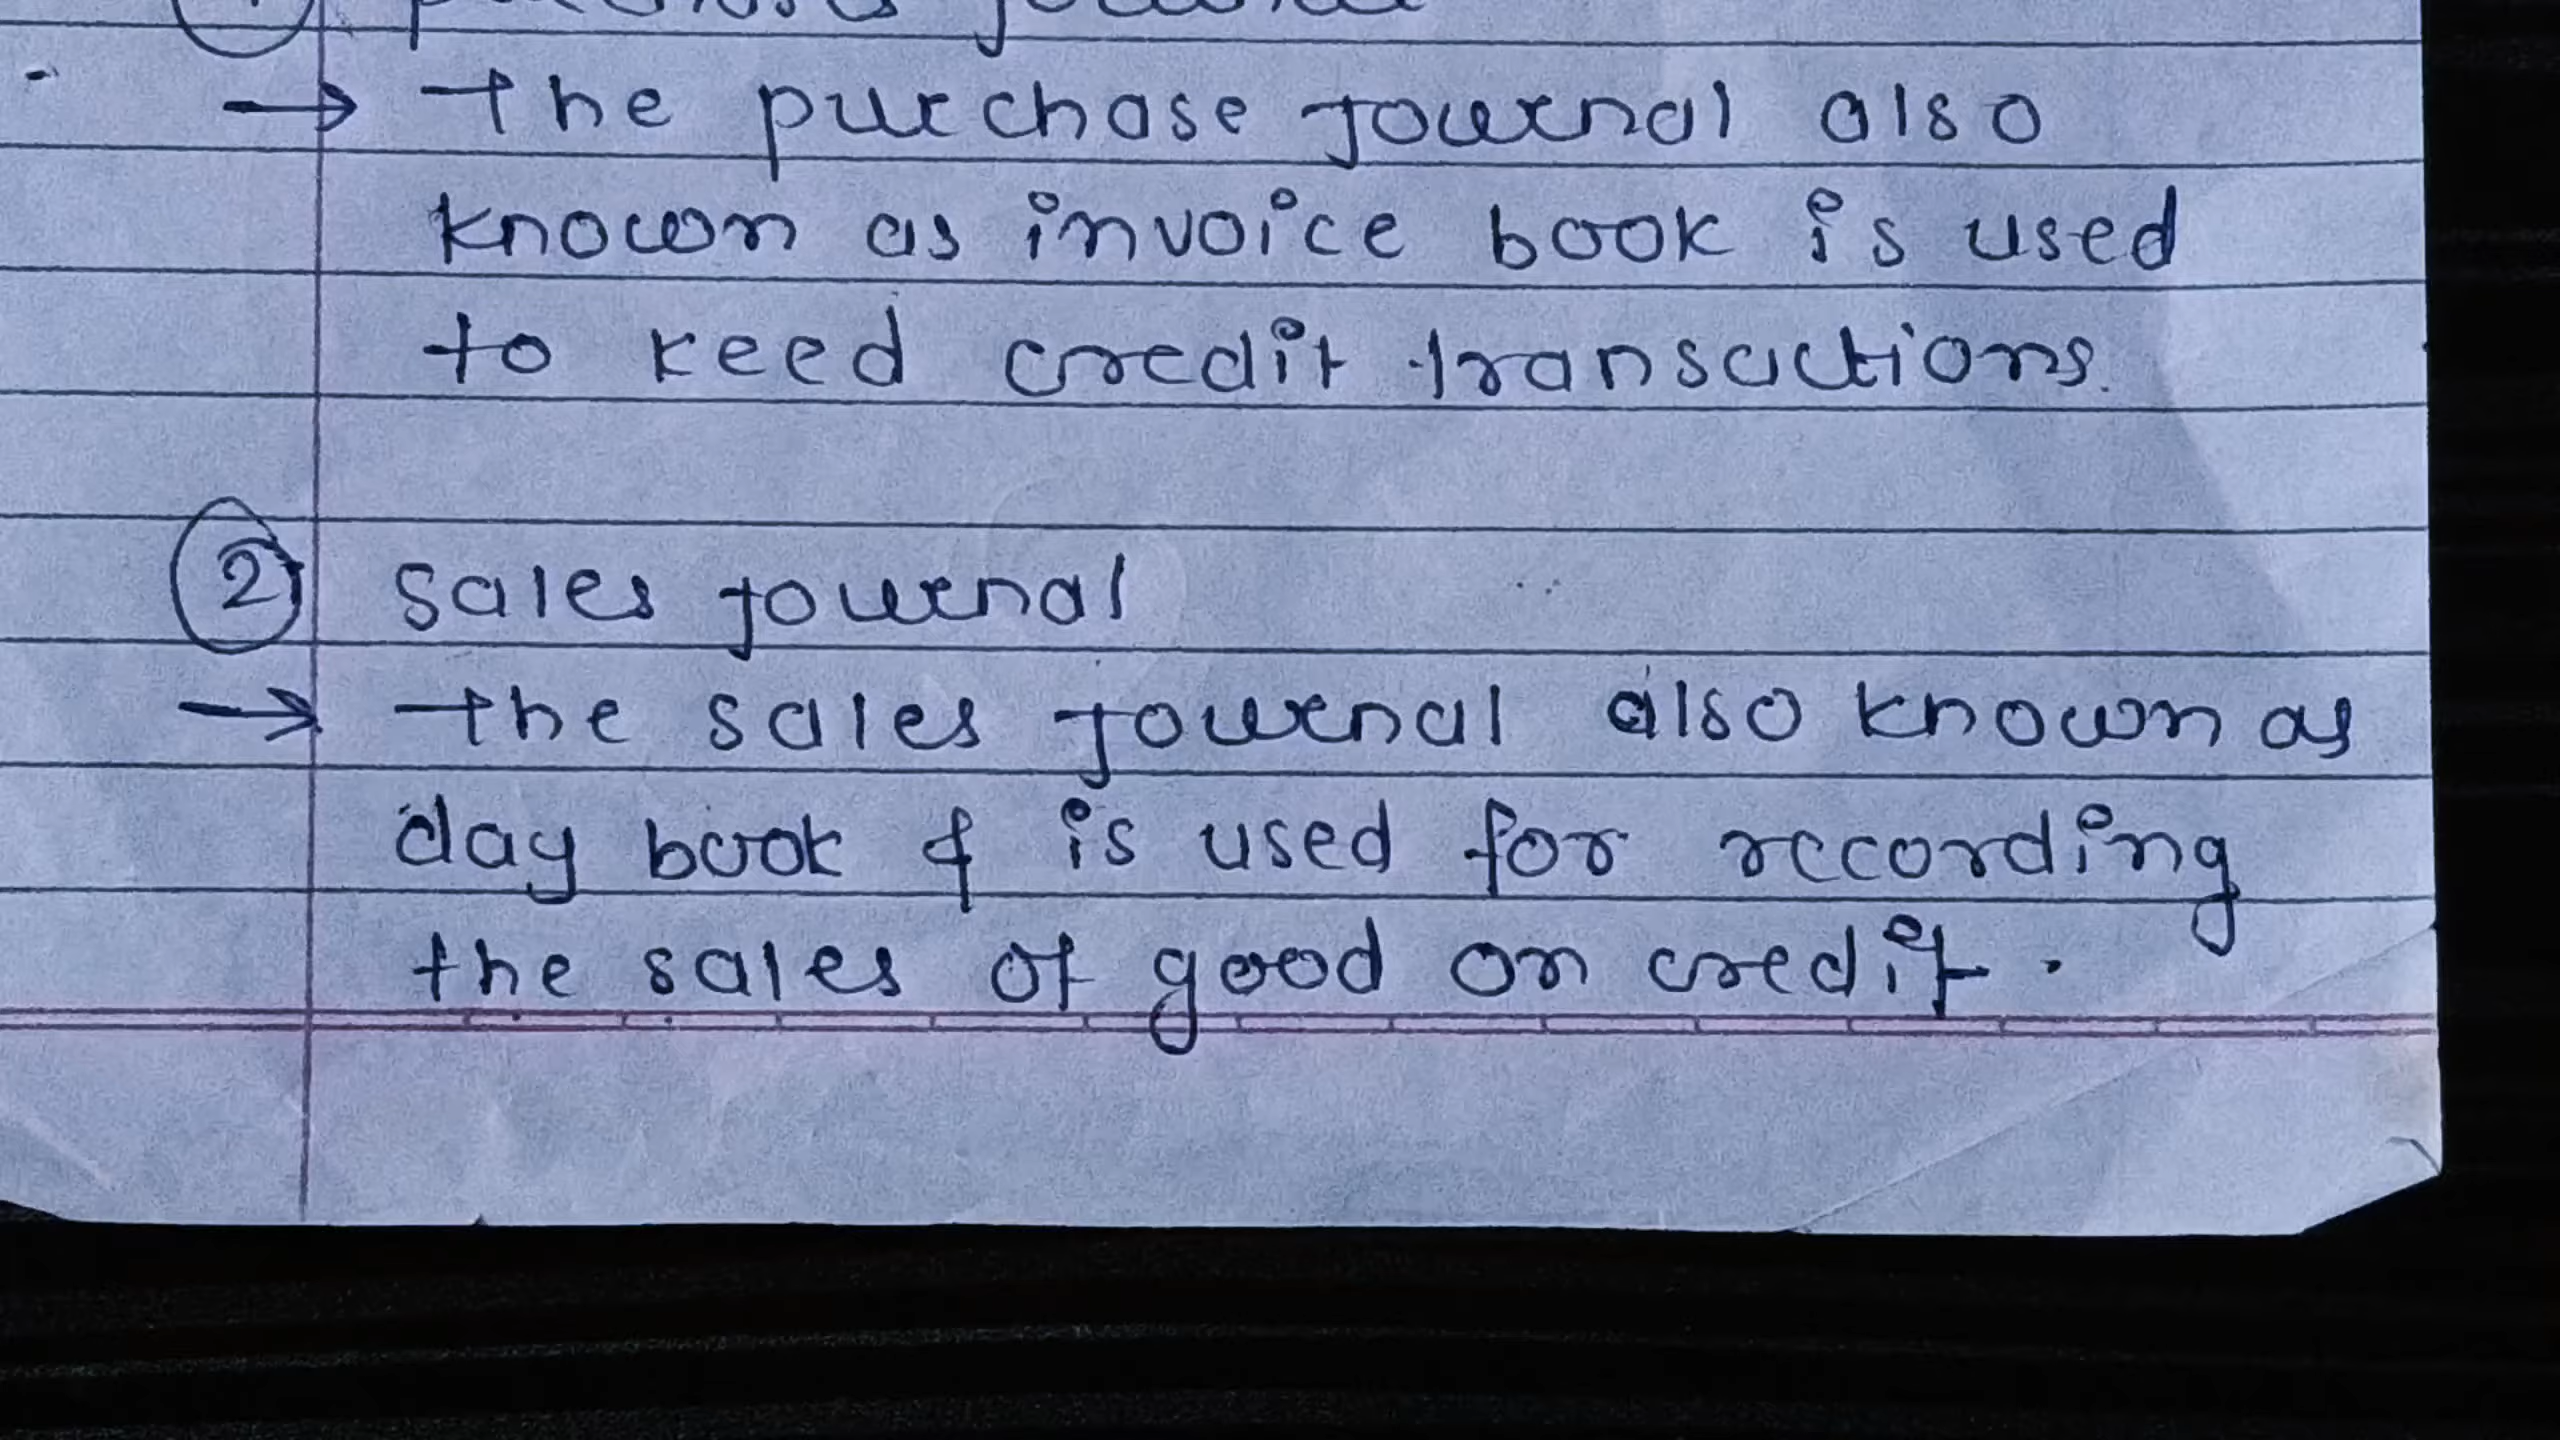 → The purchase Journal also
known as invoice book is used
to keed credit transactions.
② Sales Journal
→ The sales Journal also known as
day book & is used for recording
the sales of good on credit.